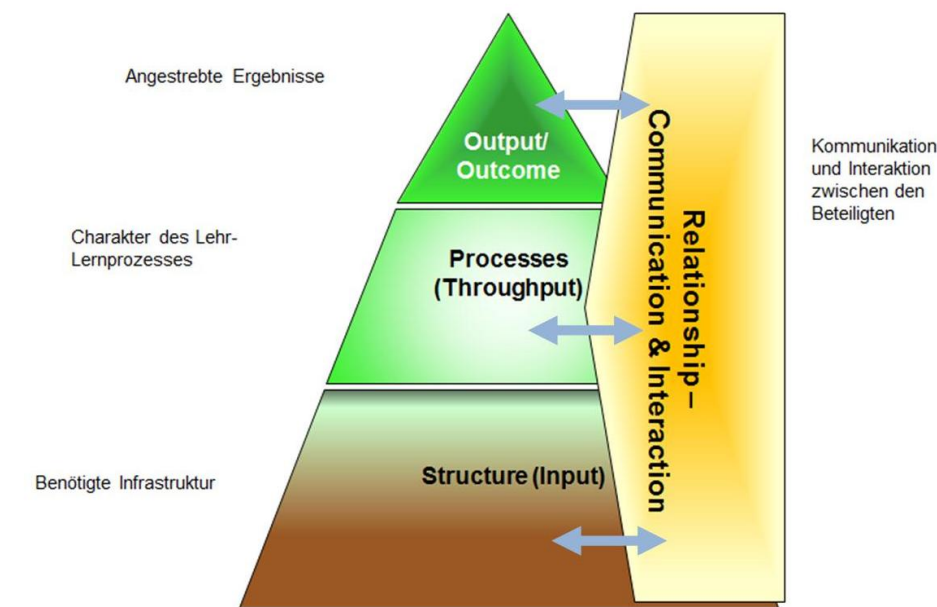 Angestrebte Ergebnisse
Output/
Outcome
Charakter des Lehr-
Lernprozesses
Processes
(Throughput)
Benötigte Infrastruktur
Structure (Input)
Relationship –
Communication & Interaction
Kommunikation
und Interaktion
zwischen den
Beteiligten